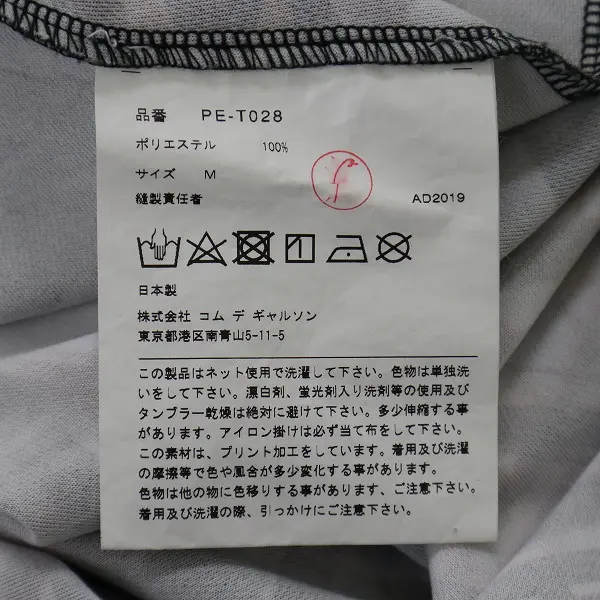 品番 PE-T028
ポリエステル 100%
サイズ M
縫製責任者 AD2019
日本製
株式会社 コム デ ギャルソン
東京都港区南青山5-11-5
この製品はネット使用で洗濯して下さい。色物は単独洗
いをして下さい。漂白剤、蛍光剤入り洗剤等の使用及び
タンブラー乾燥は絶対に避けて下さい。多少伸縮する事
があります。アイロン掛けは必ず当て布をして下さい。
この素材は、プリント加工をしています。着用及び洗濯
の摩擦等で色や風合が多少変化する事があります。
色物は他の物に色移りする事があります、ご注意下さい。
着用及び洗濯の際、引っかけにご注意下さい。